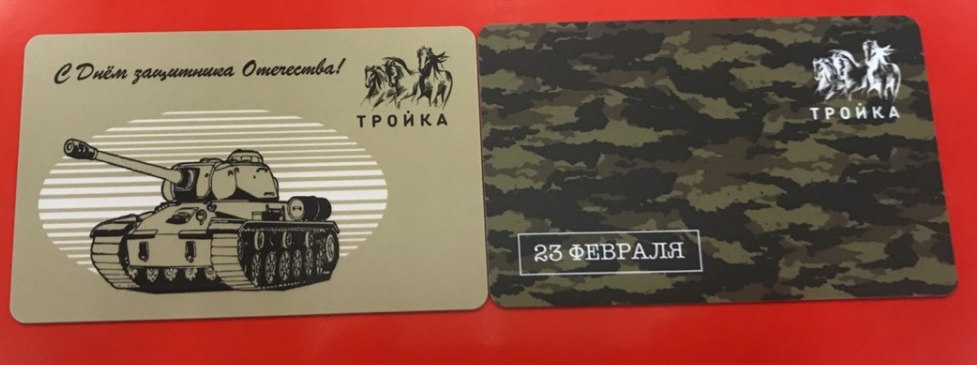 С Днём защитника Отечества!
ТРОЙКА
ТРОЙКА
23 ФЕВРАЛЯ